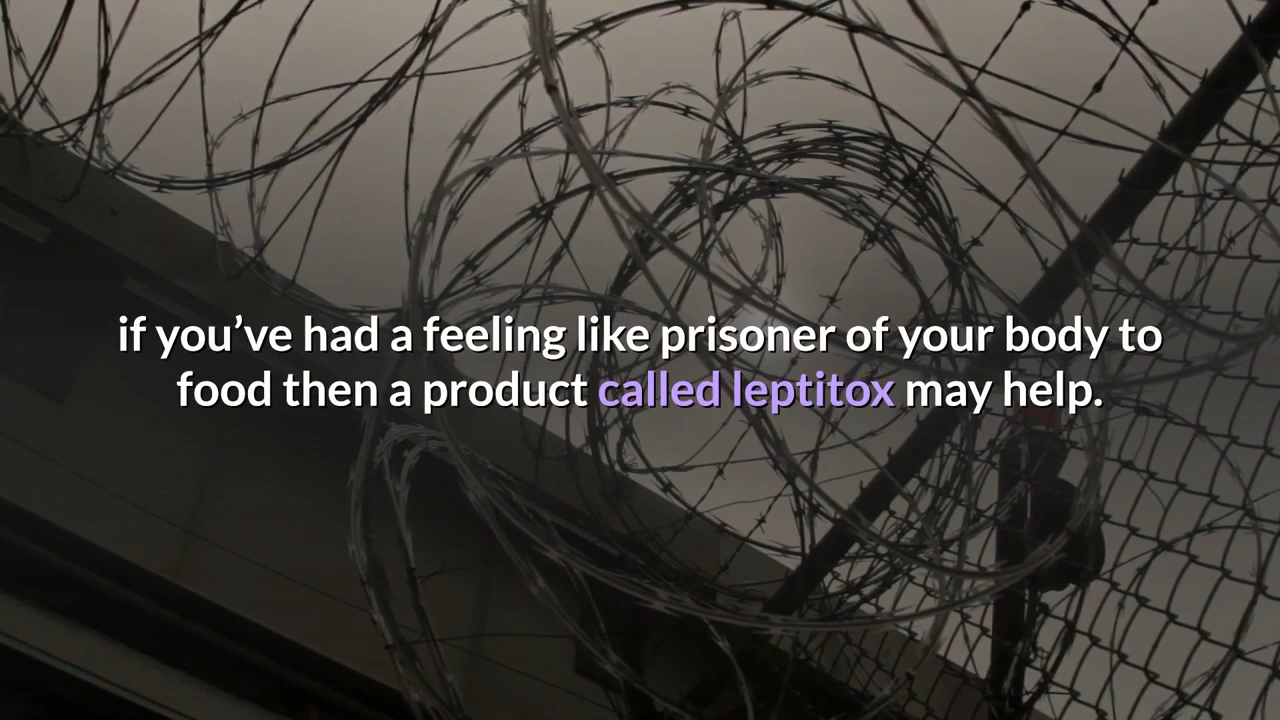 if you’ve had a feeling like prisoner of your body to
food then a product called leptitox may help.